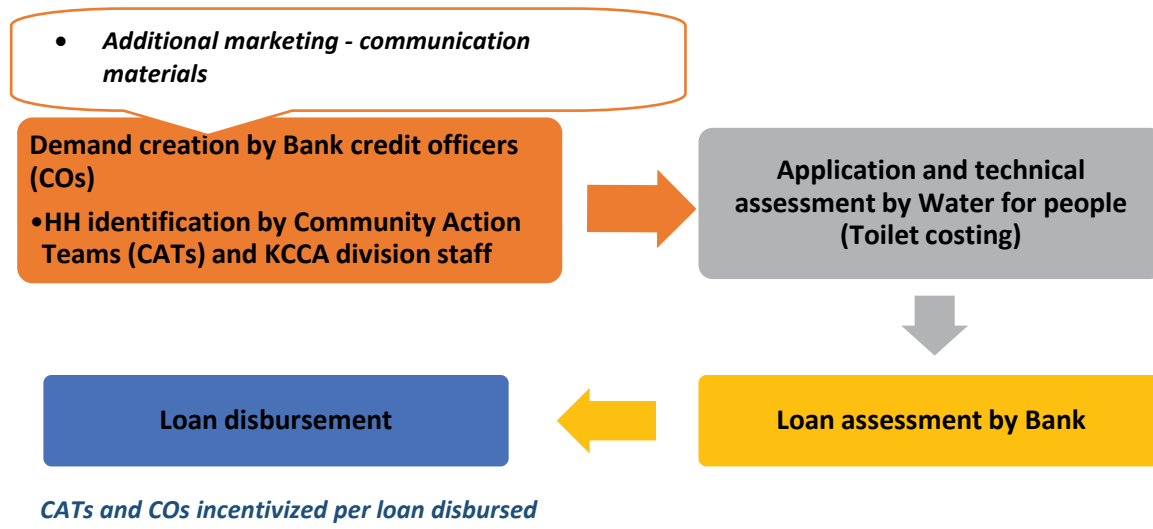 • Additional marketing - communication
materials
Demand creation by Bank credit officers
(COs)
•HH identification by Community Action
Teams (CATs) and KCCA division staff
Application and technical
assessment by Water for people
(Toilet costing)
Loan disbursement
Loan assessment by Bank
CATs and COs incentivized per loan disbursed